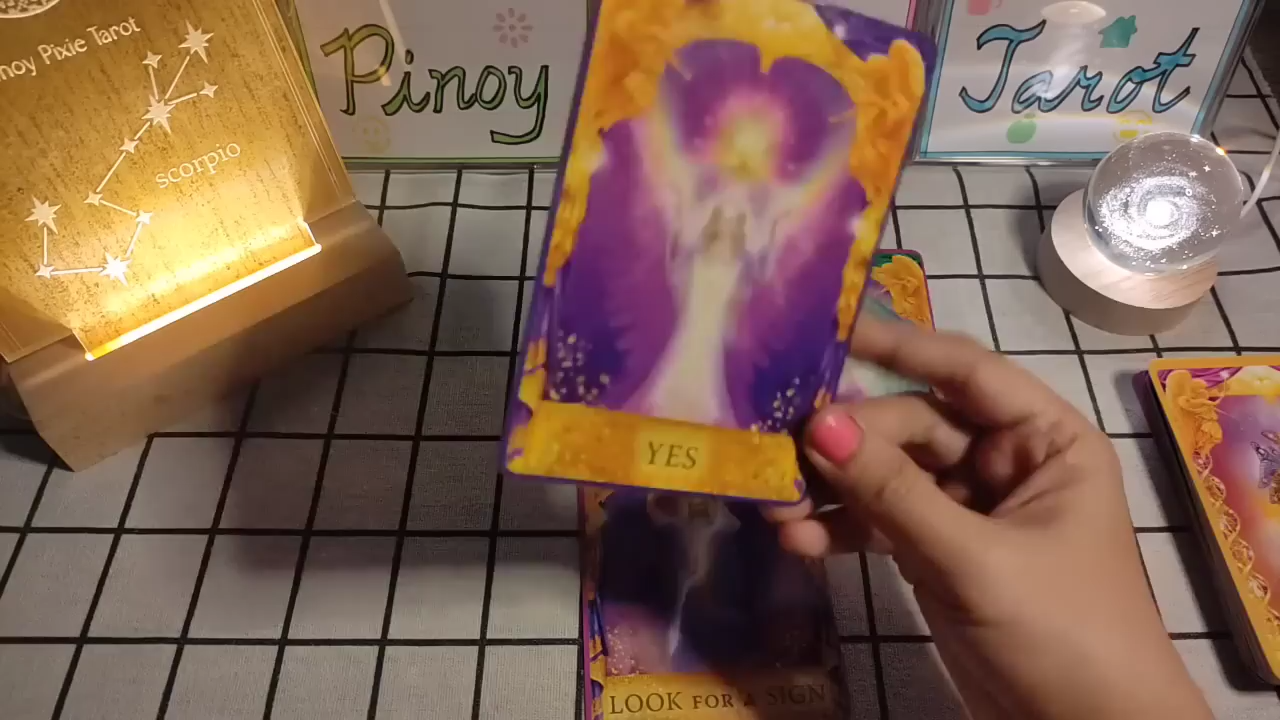 noy Pixie Tarot
scorpio
Pinoy
Tarot
YES
LOOK FOR A SIGN